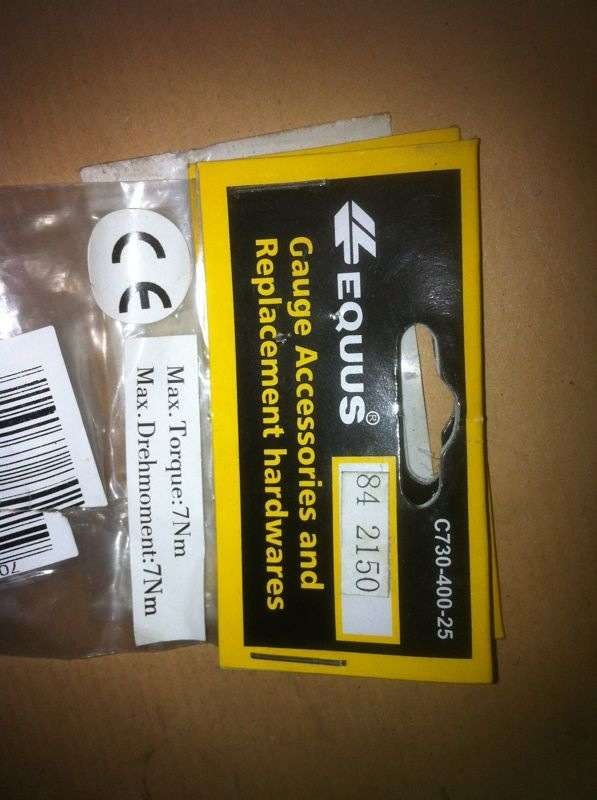 C730-400-25
EQUUS®
84 2150
Gauge Accessories and
Replacement hardwares
CE
Max. Torque:7Nm
Max. Drehmoment:7Nm